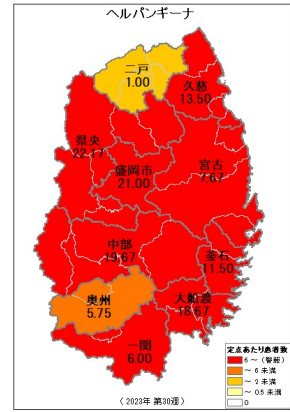 ヘルパンギーナ
二戸
1.00
久慈
13.50
県央
22.17
盛岡市
21.00
宮古
7.67
中部
19.67
釜石
11.50
奥州
5.75
大船渡
18.67
一関
6.00
定点あたり患者数
6 ~ (警報)
~ 6 未満
~ 2 未満
~ 0.5 未満
0
( 2023年 第30週 )